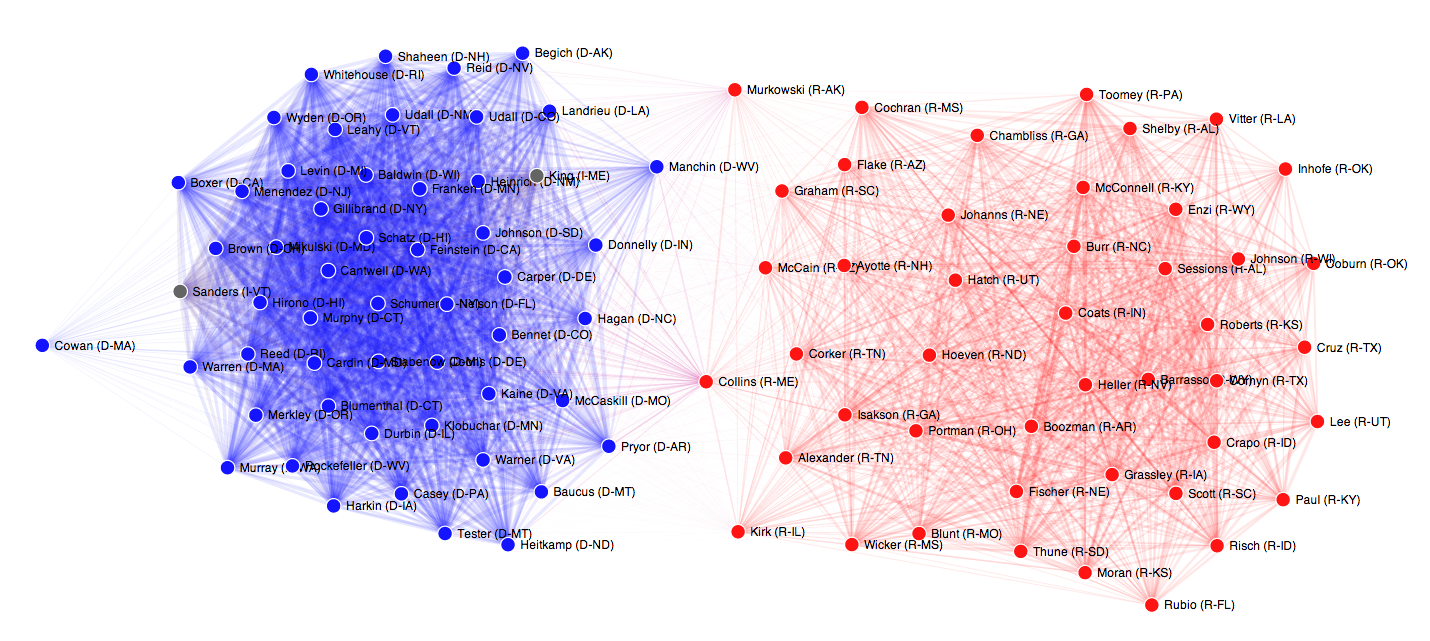 Begich (D-AK)
Shaheen (D-NH)
Reid (D-NV)
Whitehouse (D-RI)
Murkowski (R-AK)
Toomey (R-PA)
Cochran (R-MS)
Landrieu (D-LA)
Udall (D-NM)
Udall (D-CO)
Wyden (D-OR)
Vitter (R-LA)
Leahy (D-VT)
Shelby (R-AL)
Chambliss (R-GA)
Flake (R-AZ)
Manchin (D-WV)
Inhofe (R-OK)
Levin (D-MI)
Baldwin (D-WI)
King (I-ME)
Heinrich (D-NM)
Boxer (D-CA)
Franken (D-MN)
McConnell (R-KY)
Menendez (D-NJ)
Graham (R-SC)
Gillibrand (D-NY)
Enzi (R-WY)
Johanns (R-NE)
Johnson (D-SD)
Schatz (D-HI)
Donnelly (D-IN)
Burr (R-NC)
Brown (D-OH)
Mikulski (D-MD)
Feinstein (D-CA)
Johnson (R-WI)
Coburn (R-OK)
Ayotte (R-NH)
McCain (R-AZ)
Sessions (R-AL)
Cantwell (D-WA)
Carper (D-DE)
Hatch (R-UT)
Sanders (I-VT)
Hirono (D-HI)
Schumer (D-NY)
Nelson (D-FL)
Coats (R-IN)
Murphy (D-CT)
Hagan (D-NC)
Roberts (R-KS)
Bennet (D-CO)
Cowan (D-MA)
Cruz (R-TX)
Reed (D-RI)
Corker (R-TN)
Hoeven (R-ND)
Cardin (D-MD)
Stabenow (D-MI)
Coons (D-DE)
Warren (D-MA)
Collins (R-ME)
Barrasso (R-WY)
Cornyn (R-TX)
Heller (R-NV)
Kaine (D-VA)
McCaskill (D-MO)
Blumenthal (D-CT)
Merkley (D-OR)
Isakson (R-GA)
Lee (R-UT)
Klobuchar (D-MN)
Boozman (R-AR)
Portman (R-OH)
Durbin (D-IL)
Crapo (R-ID)
Pryor (D-AR)
Alexander (R-TN)
Warner (D-VA)
Murray (D-WA)
Rockefeller (D-WV)
Grassley (R-IA)
Casey (D-PA)
Baucus (D-MT)
Fischer (R-NE)
Scott (R-SC)
Paul (R-KY)
Harkin (D-IA)
Kirk (R-IL)
Tester (D-MT)
Blunt (R-MO)
Heitkamp (D-ND)
Wicker (R-MS)
Risch (R-ID)
Thune (R-SD)
Moran (R-KS)
Rubio (R-FL)